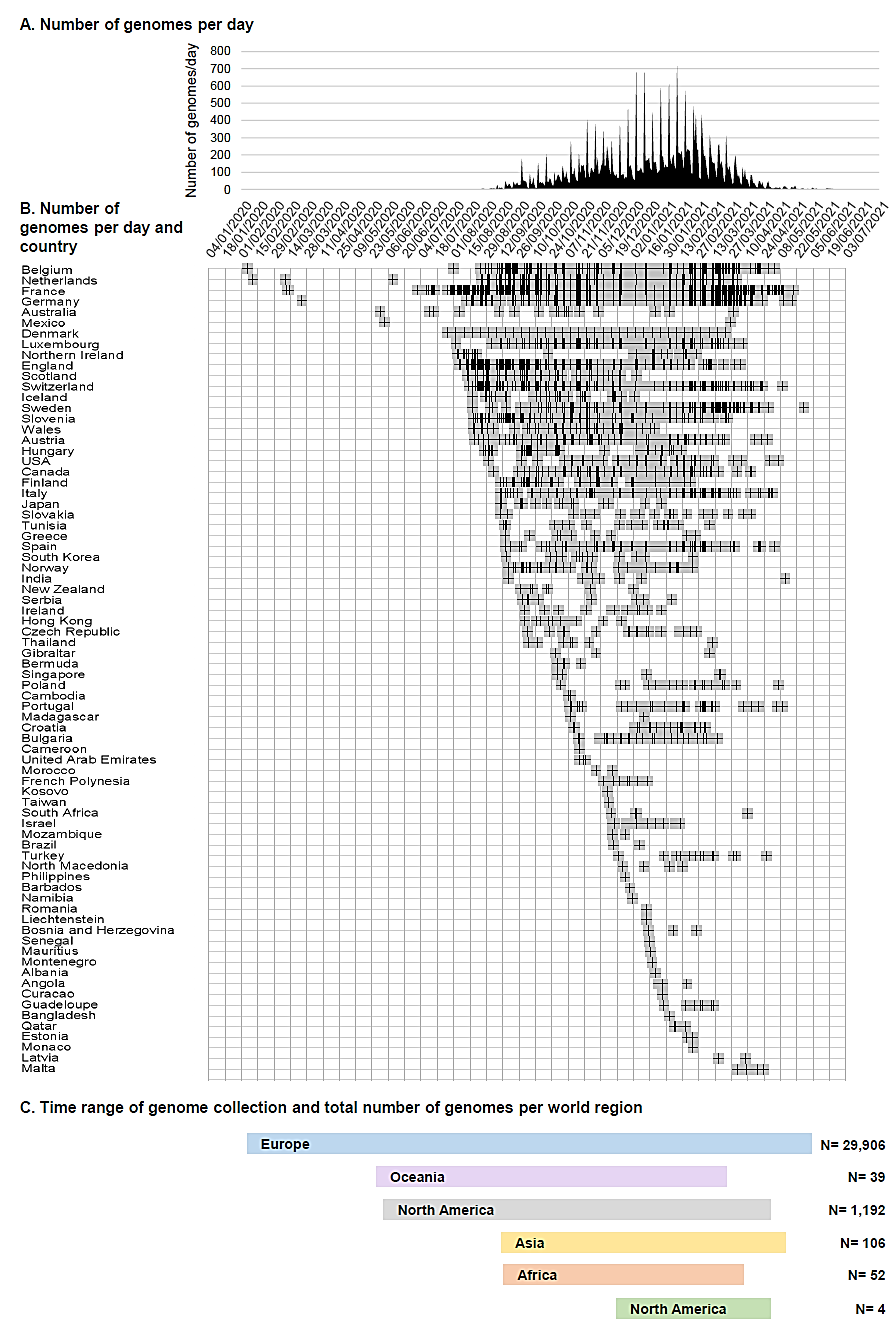 A. Number of genomes per day
Number of genomes/day
800
700
600
500
400
300
200
100
0
B. Number of
genomes per day and
country
04/01/2020
18/01/2020
01/02/2020
15/02/2020
29/02/2020
14/03/2020
28/03/2020
11/04/2020
25/04/2020
09/05/2020
23/05/2020
06/06/2020
20/06/2020
04/07/2020
18/07/2020
01/08/2020
15/08/2020
29/08/2020
12/09/2020
26/09/2020
10/10/2020
24/10/2020
07/11/2020
21/11/2020
05/12/2020
19/12/2020
02/01/2021
16/01/2021
30/01/2021
13/02/2021
27/02/2021
13/03/2021
27/03/2021
10/04/2021
24/04/2021
08/05/2021
22/05/2021
05/06/2021
19/06/2021
03/07/2021
Belgium
Netherlands
France
Germany
Australia
Mexico
Denmark
Luxembourg
Northern Ireland
England
Scotland
Switzerland
Iceland
Sweden
Slovenia
Wales
Austria
Hungary
USA
Canada
Finland
Italy
Japan
Slovakia
Tunisia
Greece
Spain
South Korea
Norway
India
New Zealand
Serbia
Ireland
Hong Kong
Czech Republic
Thailand
Gibraltar
Bermuda
Singapore
Poland
Cambodia
Portugal
Madagascar
Croatia
Bulgaria
Cameroon
United Arab Emirates
Morocco
French Polynesia
Kosovo
Taiwan
South Africa
Israel
Mozambique
Brazil
Turkey
North Macedonia
Philippines
Barbados
Namibia
Romania
Liechtenstein
Bosnia and Herzegovina
Senegal
Mauritius
Montenegro
Albania
Angola
Curacao
Guadeloupe
Bangladesh
Qatar
Estonia
Monaco
Latvia
Malta
C. Time range of genome collection and total number of genomes per world region
Europe N= 29,906
Oceania N= 39
North America N= 1,192
Asia N= 106
Africa N= 52
North America N= 4